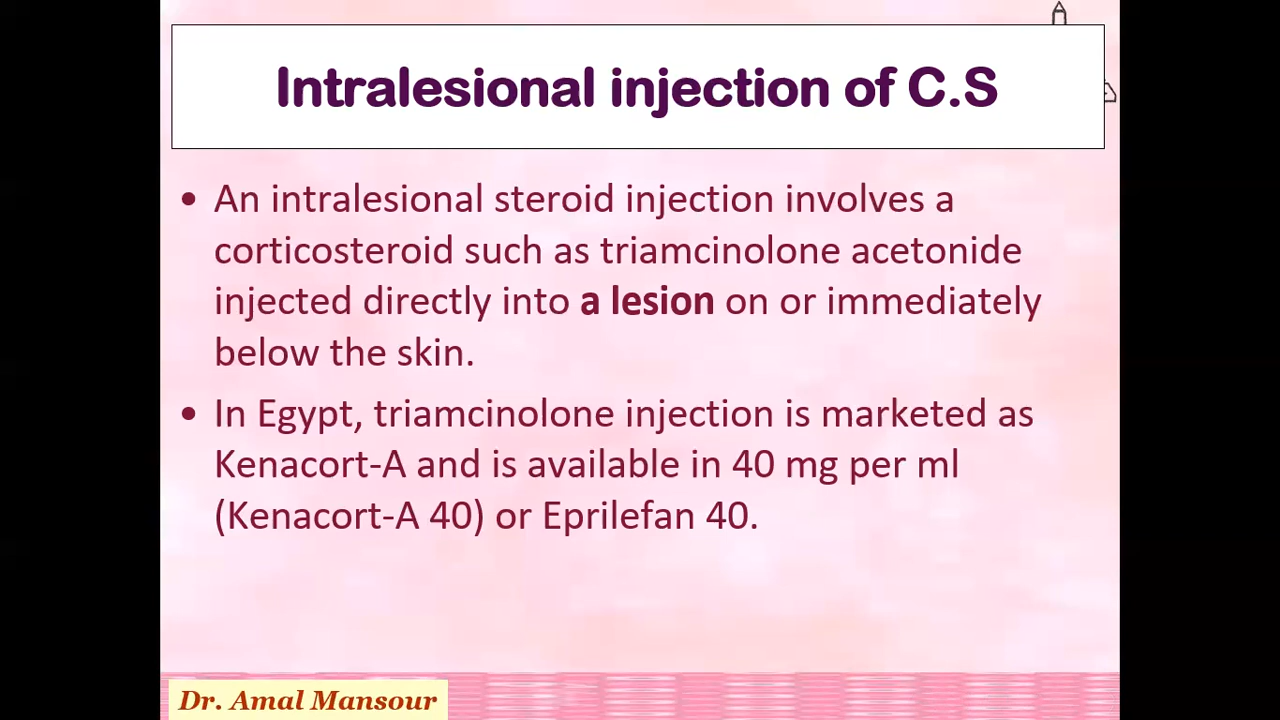 Intralesional injection of C.S
• An intralesional steroid injection involves a
corticosteroid such as triamcinolone acetonide
injected directly into a lesion on or immediately
below the skin.
• In Egypt, triamcinolone injection is marketed as
Kenacort-A and is available in 40 mg per ml
(Kenacort-A 40) or Eprilefan 40.
Dr. Amal Mansour